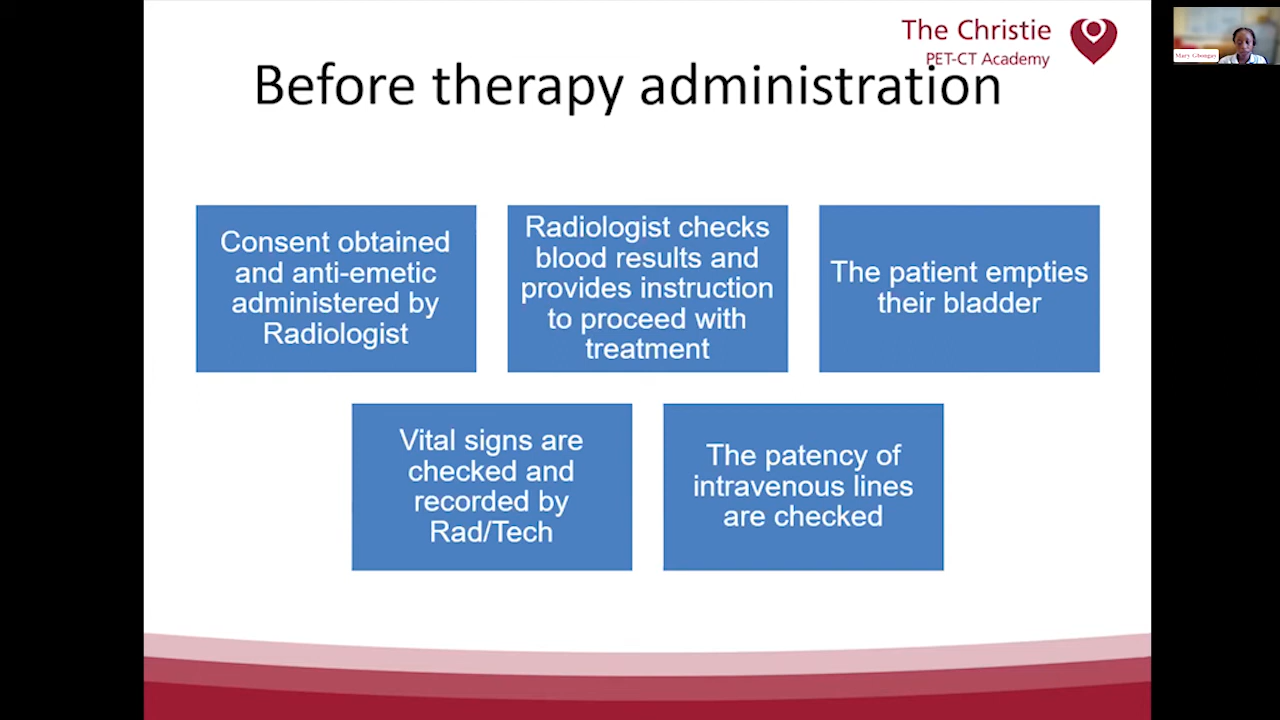 The Christie
PET-CT Academy
Before therapy administration
Consent obtained
and anti-emetic
administered by
Radiologist
Radiologist checks
blood results and
provides instruction
to proceed with
treatment
The patient empties
their bladder
Vital signs are
checked and
recorded by
Rad/Tech
The patency of
intravenous lines
are checked